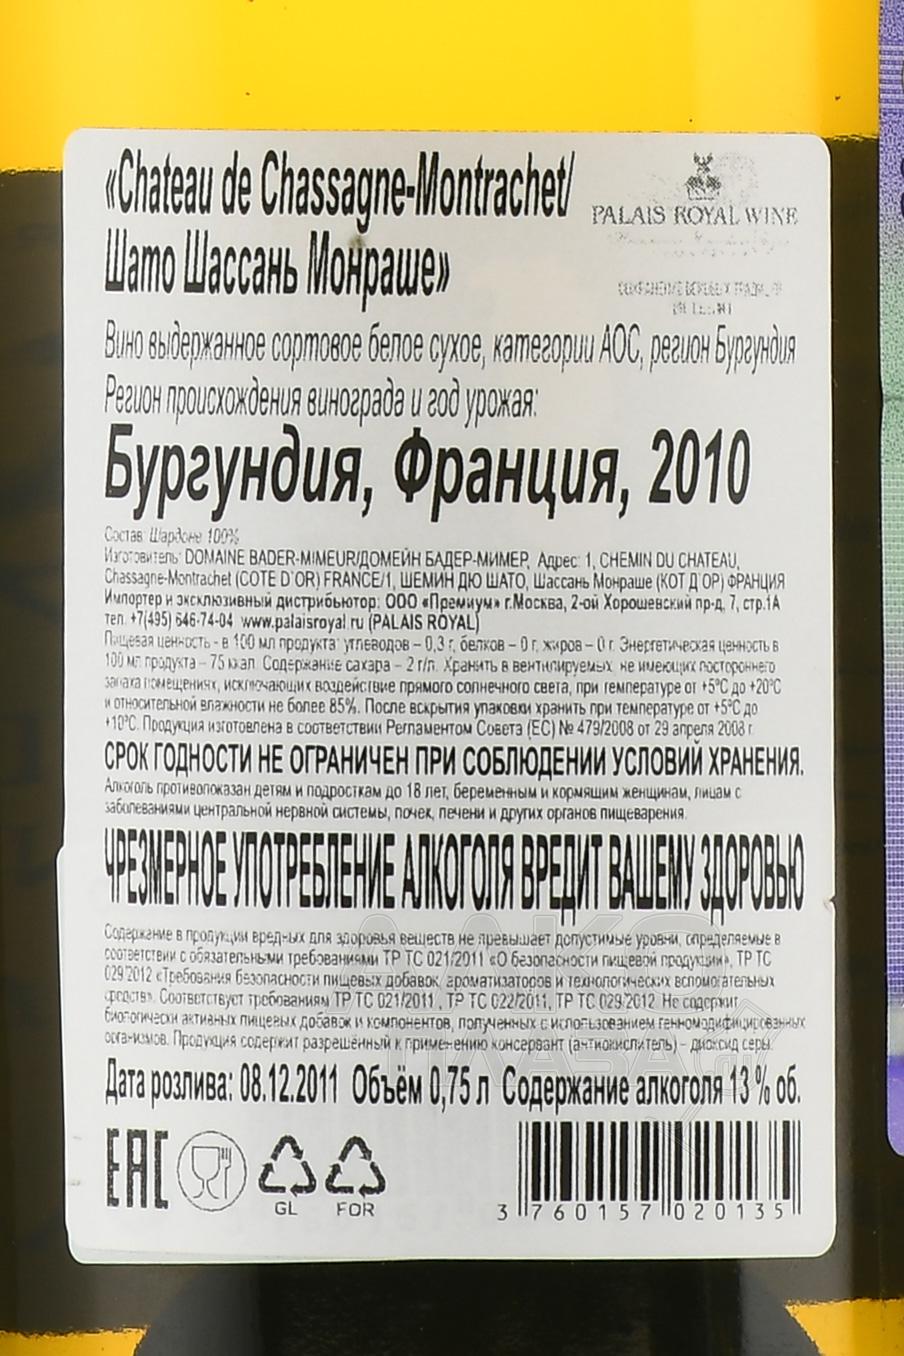 «Chateau de Chassagne-Montrachet/
Шато Шассань Монраше»
PALAIS ROYAL WINE
Вино выдержанное сортовое белое сухое, категории АОС, регион Бургундия
Регион происхождения винограда и год урожая:
Бургундия, Франция, 2010
Состав: Шардоне 100%
Изготовитель: DOMAINE BADER-MIMEUR/ДОМЕЙН БАДЕР-МИМЕР, Адрес: 1, CHEMIN DU CHATEAU,
Chassagne-Montrachet (COTE D`OR) FRANCE/1, ШЕМИН ДЮ ШАТО, Шассань Монраше (КОТ Д`ОР) ФРАНЦИЯ
Импортер и эксклюзивный дистрибьютор: ООО «Премиум» г.Москва, 2-ой Хорошевский пр-д, 7, стр.1А
тел. +7(495) 646-74-04 www.palaisroyal.ru (PALAIS ROYAL)
Пищевая ценность - в 100 мл продукта: углеводов – 0,3 г, белков – 0 г, жиров – 0 г. Энергетическая ценность в
100 мл продукта – 75 ккал. Содержание сахара – 2 г/л. Хранить в вентилируемых, не имеющих постороннего
запаха помещениях, исключающих воздействие прямого солнечного света, при температуре от +5°С до +20°С
и относительной влажности не более 85%. После вскрытия упаковки хранить при температуре от +5°С до
+10°С. Продукция изготовлена в соответствии Регламентом Совета (ЕС) № 479/2008 от 29 апреля 2008 г.
СРОК ГОДНОСТИ НЕ ОГРАНИЧЕН ПРИ СОБЛЮДЕНИИ УСЛОВИЙ ХРАНЕНИЯ.
Алкоголь противопоказан детям и подросткам до 18 лет, беременным и кормящим женщинам, лицам с
заболеваниями центральной нервной системы, почек, печени и других органов пищеварения.
ЧРЕЗМЕРНОЕ УПОТРЕБЛЕНИЕ АЛКОГОЛЯ ВРЕДИТ ВАШЕМУ ЗДОРОВЬЮ
Содержание в продукции вредных для здоровья веществ не превышает допустимые уровни, определяемые в
соответствии с обязательными требованиями ТР ТС 021/2011 «О безопасности пищевой продукции», ТР ТС
029/2012 «Требования безопасности пищевых добавок, ароматизаторов и технологических вспомогательных
средств». Соответствует требованиям ТР ТС 021/2011, ТР ТС 022/2011, ТР ТС 029/2012. Не содержит
биологически активных пищевых добавок и компонентов, полученных с использованием генномодифицированных
организмов. Продукция содержит разрешённый к применению консервант (антиокислитель) – диоксид серы.
Дата розлива: 08.12.2011 Объём 0,75 л Содержание алкоголя 13 % об.
EAC
GL FOR
3 760157 020135